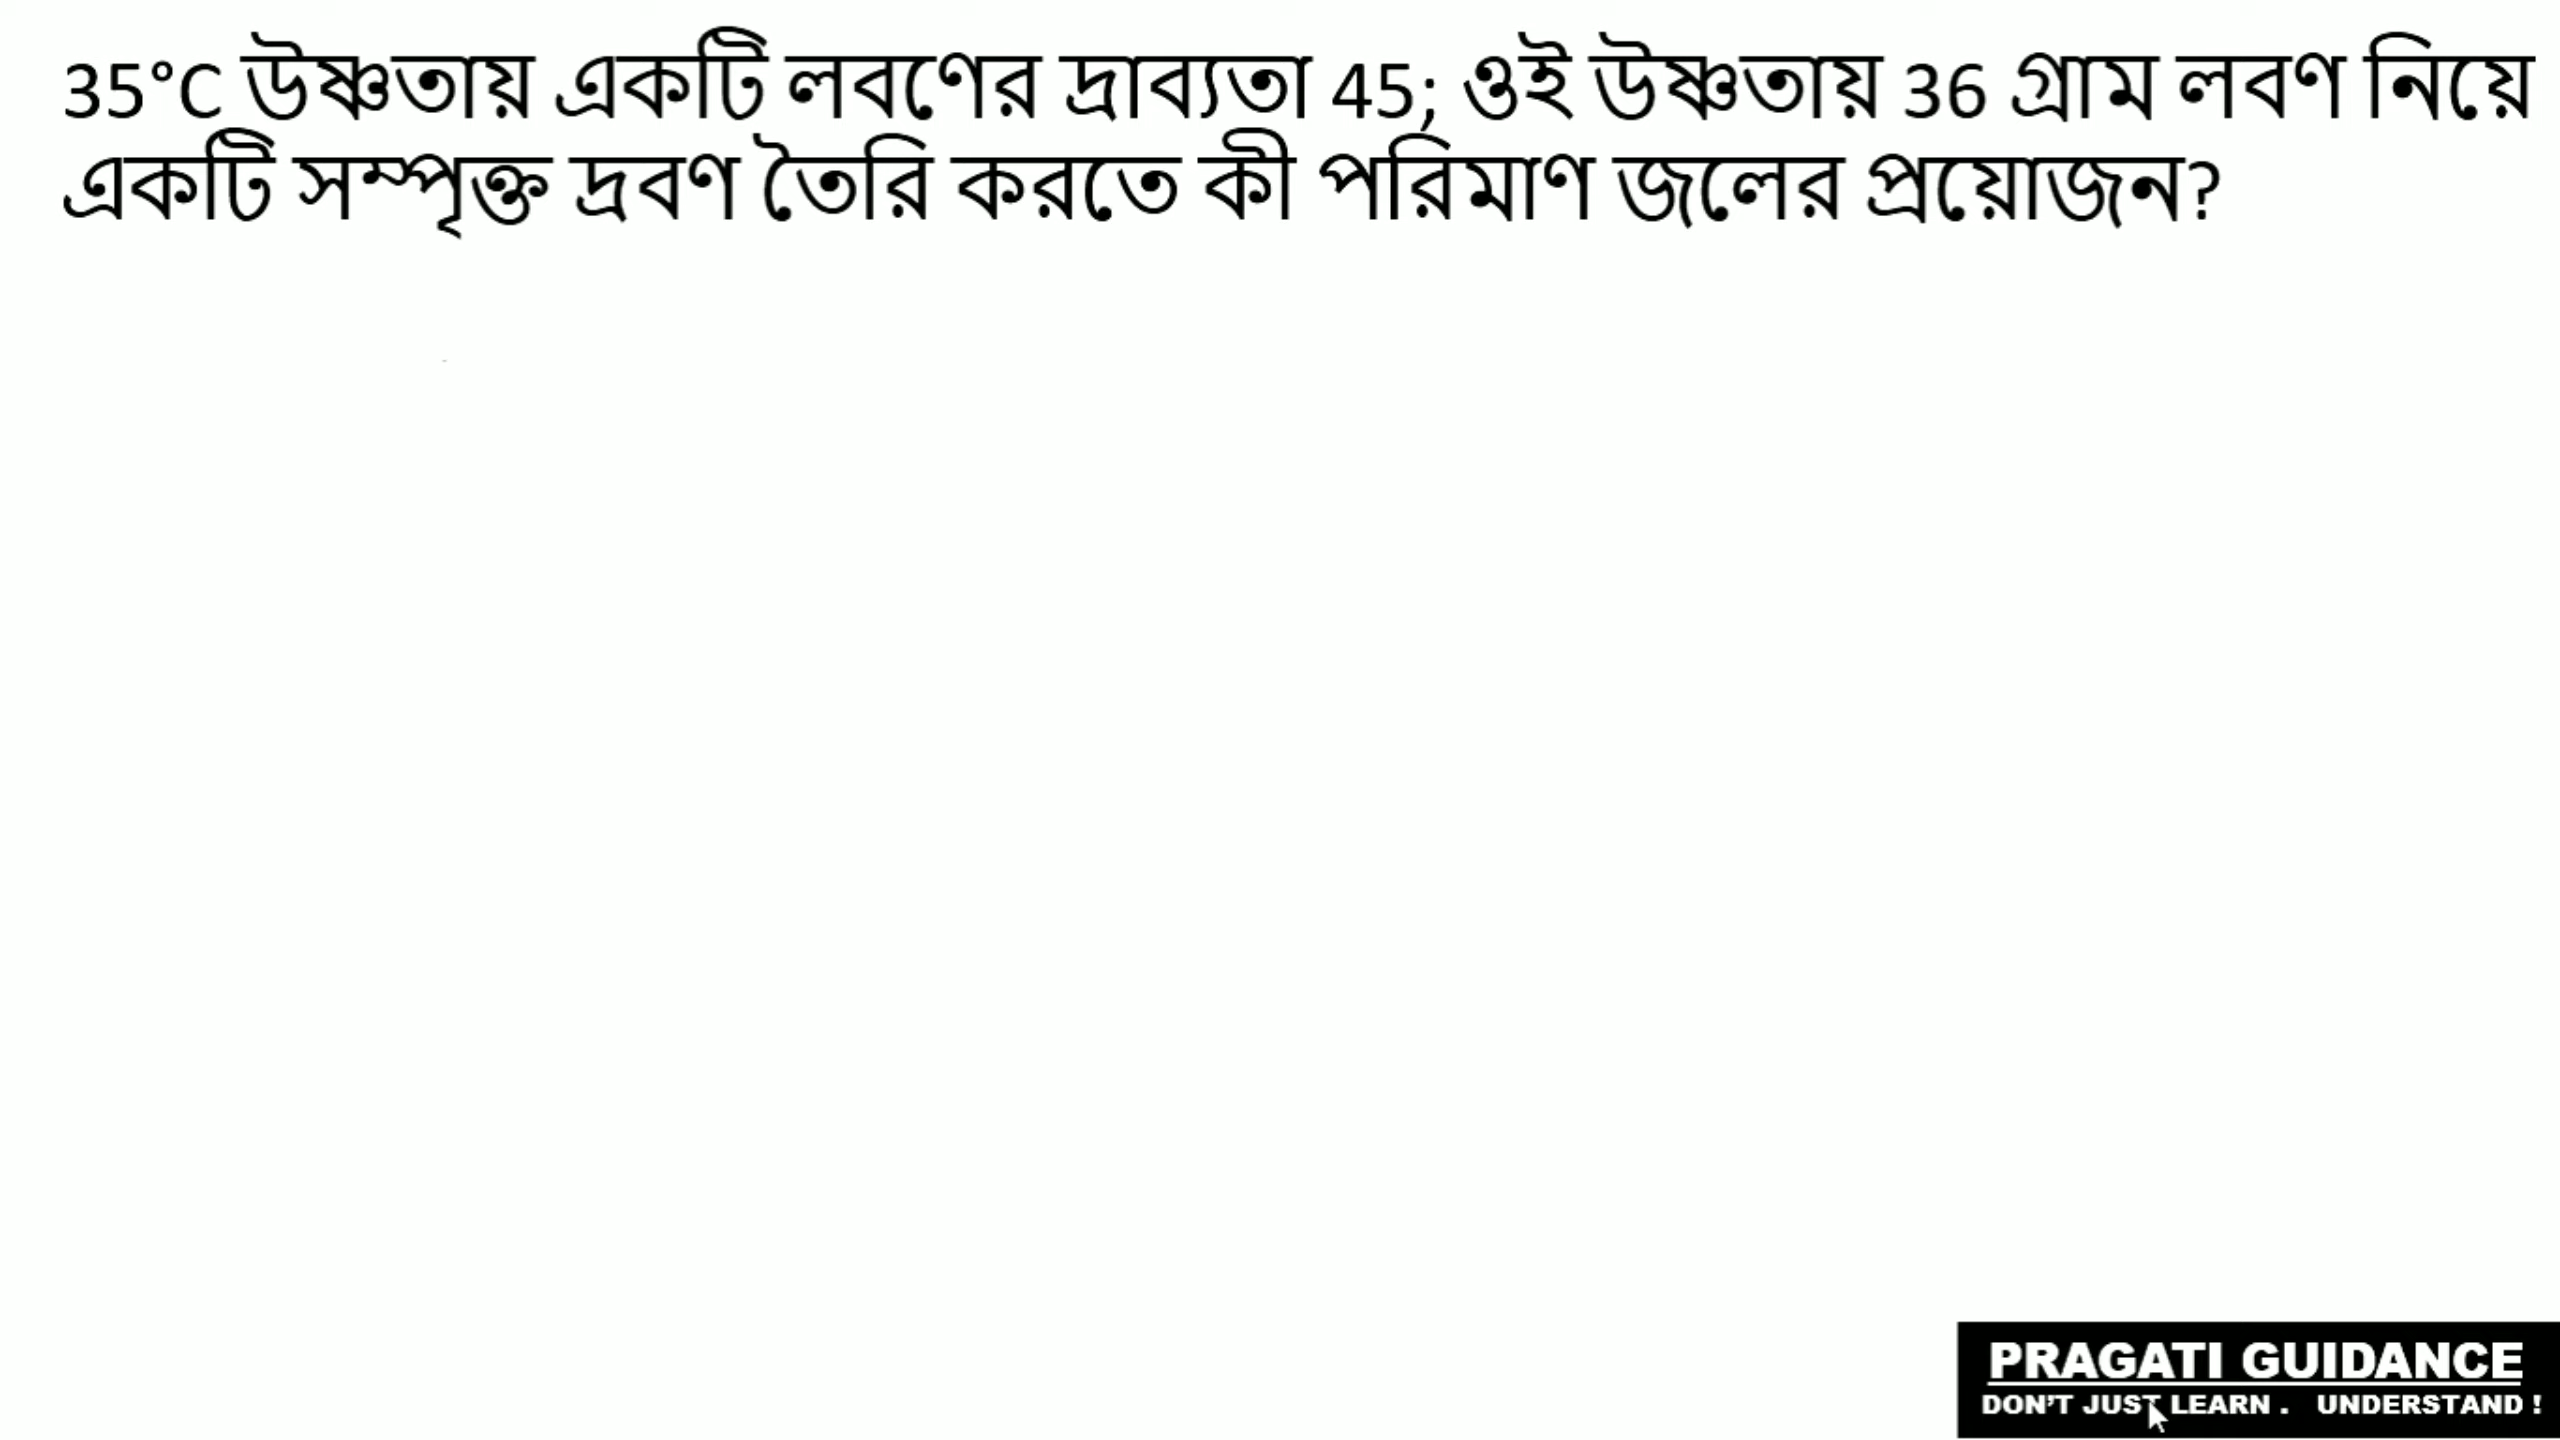 35°C উষ্ণতায় একটি লবণের দ্রাব্যতা 45; ওই উষ্ণতায় 36 গ্রাম লবণ নিয়ে
একটি সম্পৃক্ত দ্রবণ তৈরি করতে কী পরিমাণ জলের প্রয়োজন?
PRAGATI GUIDANCE
DON'T JUST LEARN . UNDERSTAND !